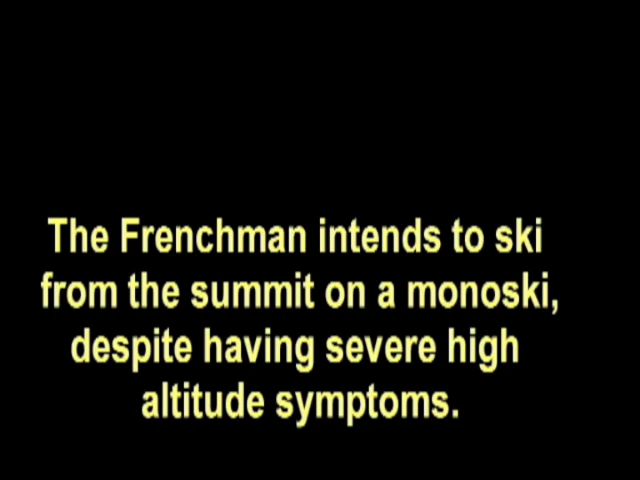 The Frenchman intends to ski
from the summit on a monoski,
despite having severe high
altitude symptoms.